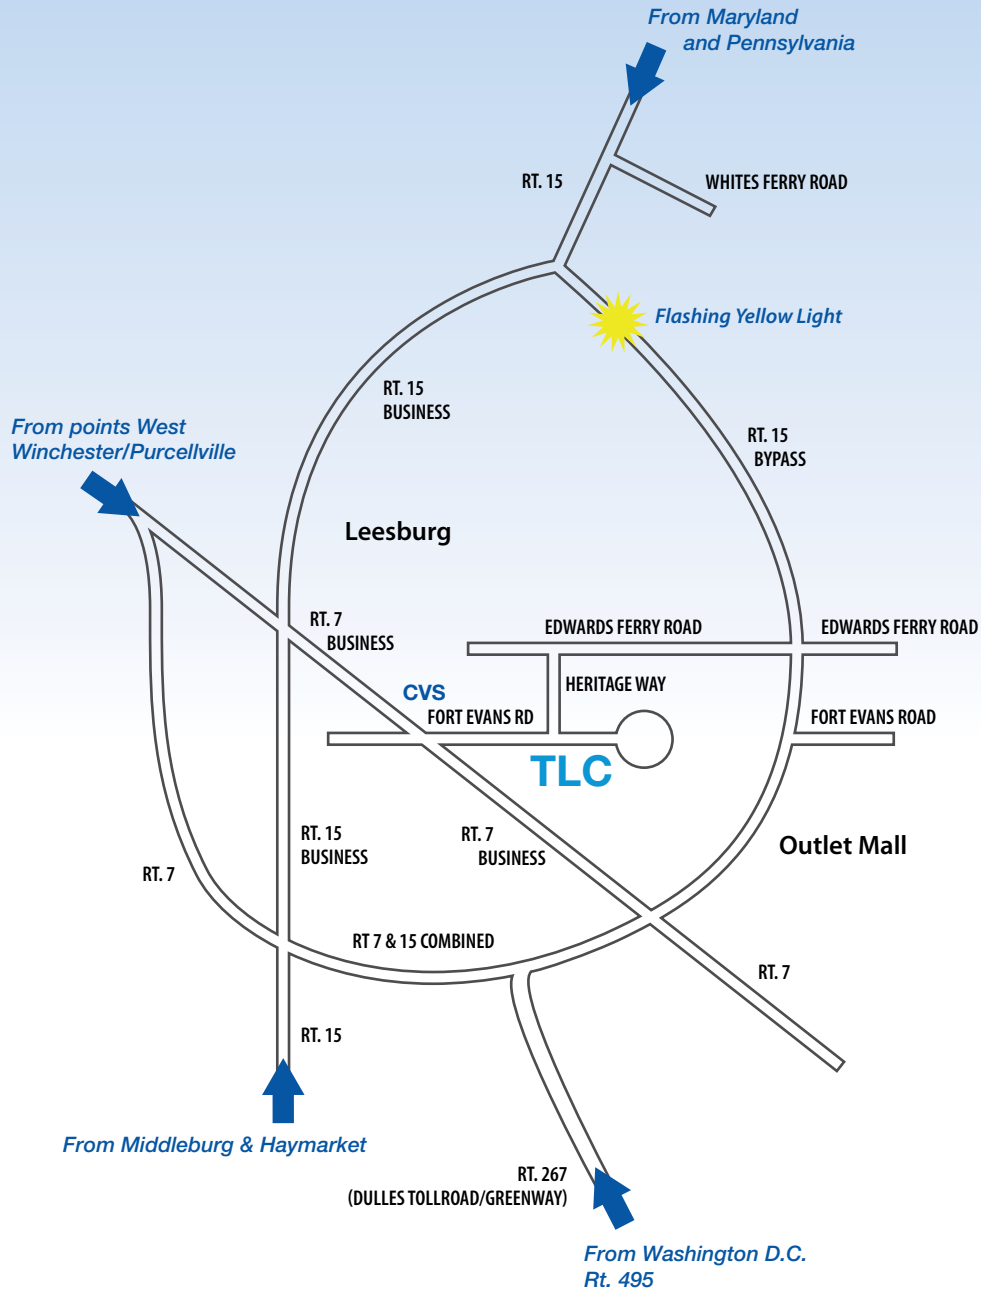 From Maryland
and Pennsylvania
RT. 15
WHITES FERRY ROAD
Flashing Yellow Light
RT. 15
BUSINESS
From points West
Winchester/Purcellville
RT. 15
BYPASS
Leesburg
RT. 7
BUSINESS
EDWARDS FERRY ROAD
EDWARDS FERRY ROAD
HERITAGE WAY
CVS
FORT EVANS RD
FORT EVANS ROAD
TLC
RT. 15
BUSINESS
RT. 7
BUSINESS
Outlet Mall
RT. 7
RT 7 & 15 COMBINED
RT. 7
RT. 15
From Middleburg & Haymarket
RT. 267
(DULLES TOLLROAD/GREENWAY)
From Washington D.C.
Rt. 495